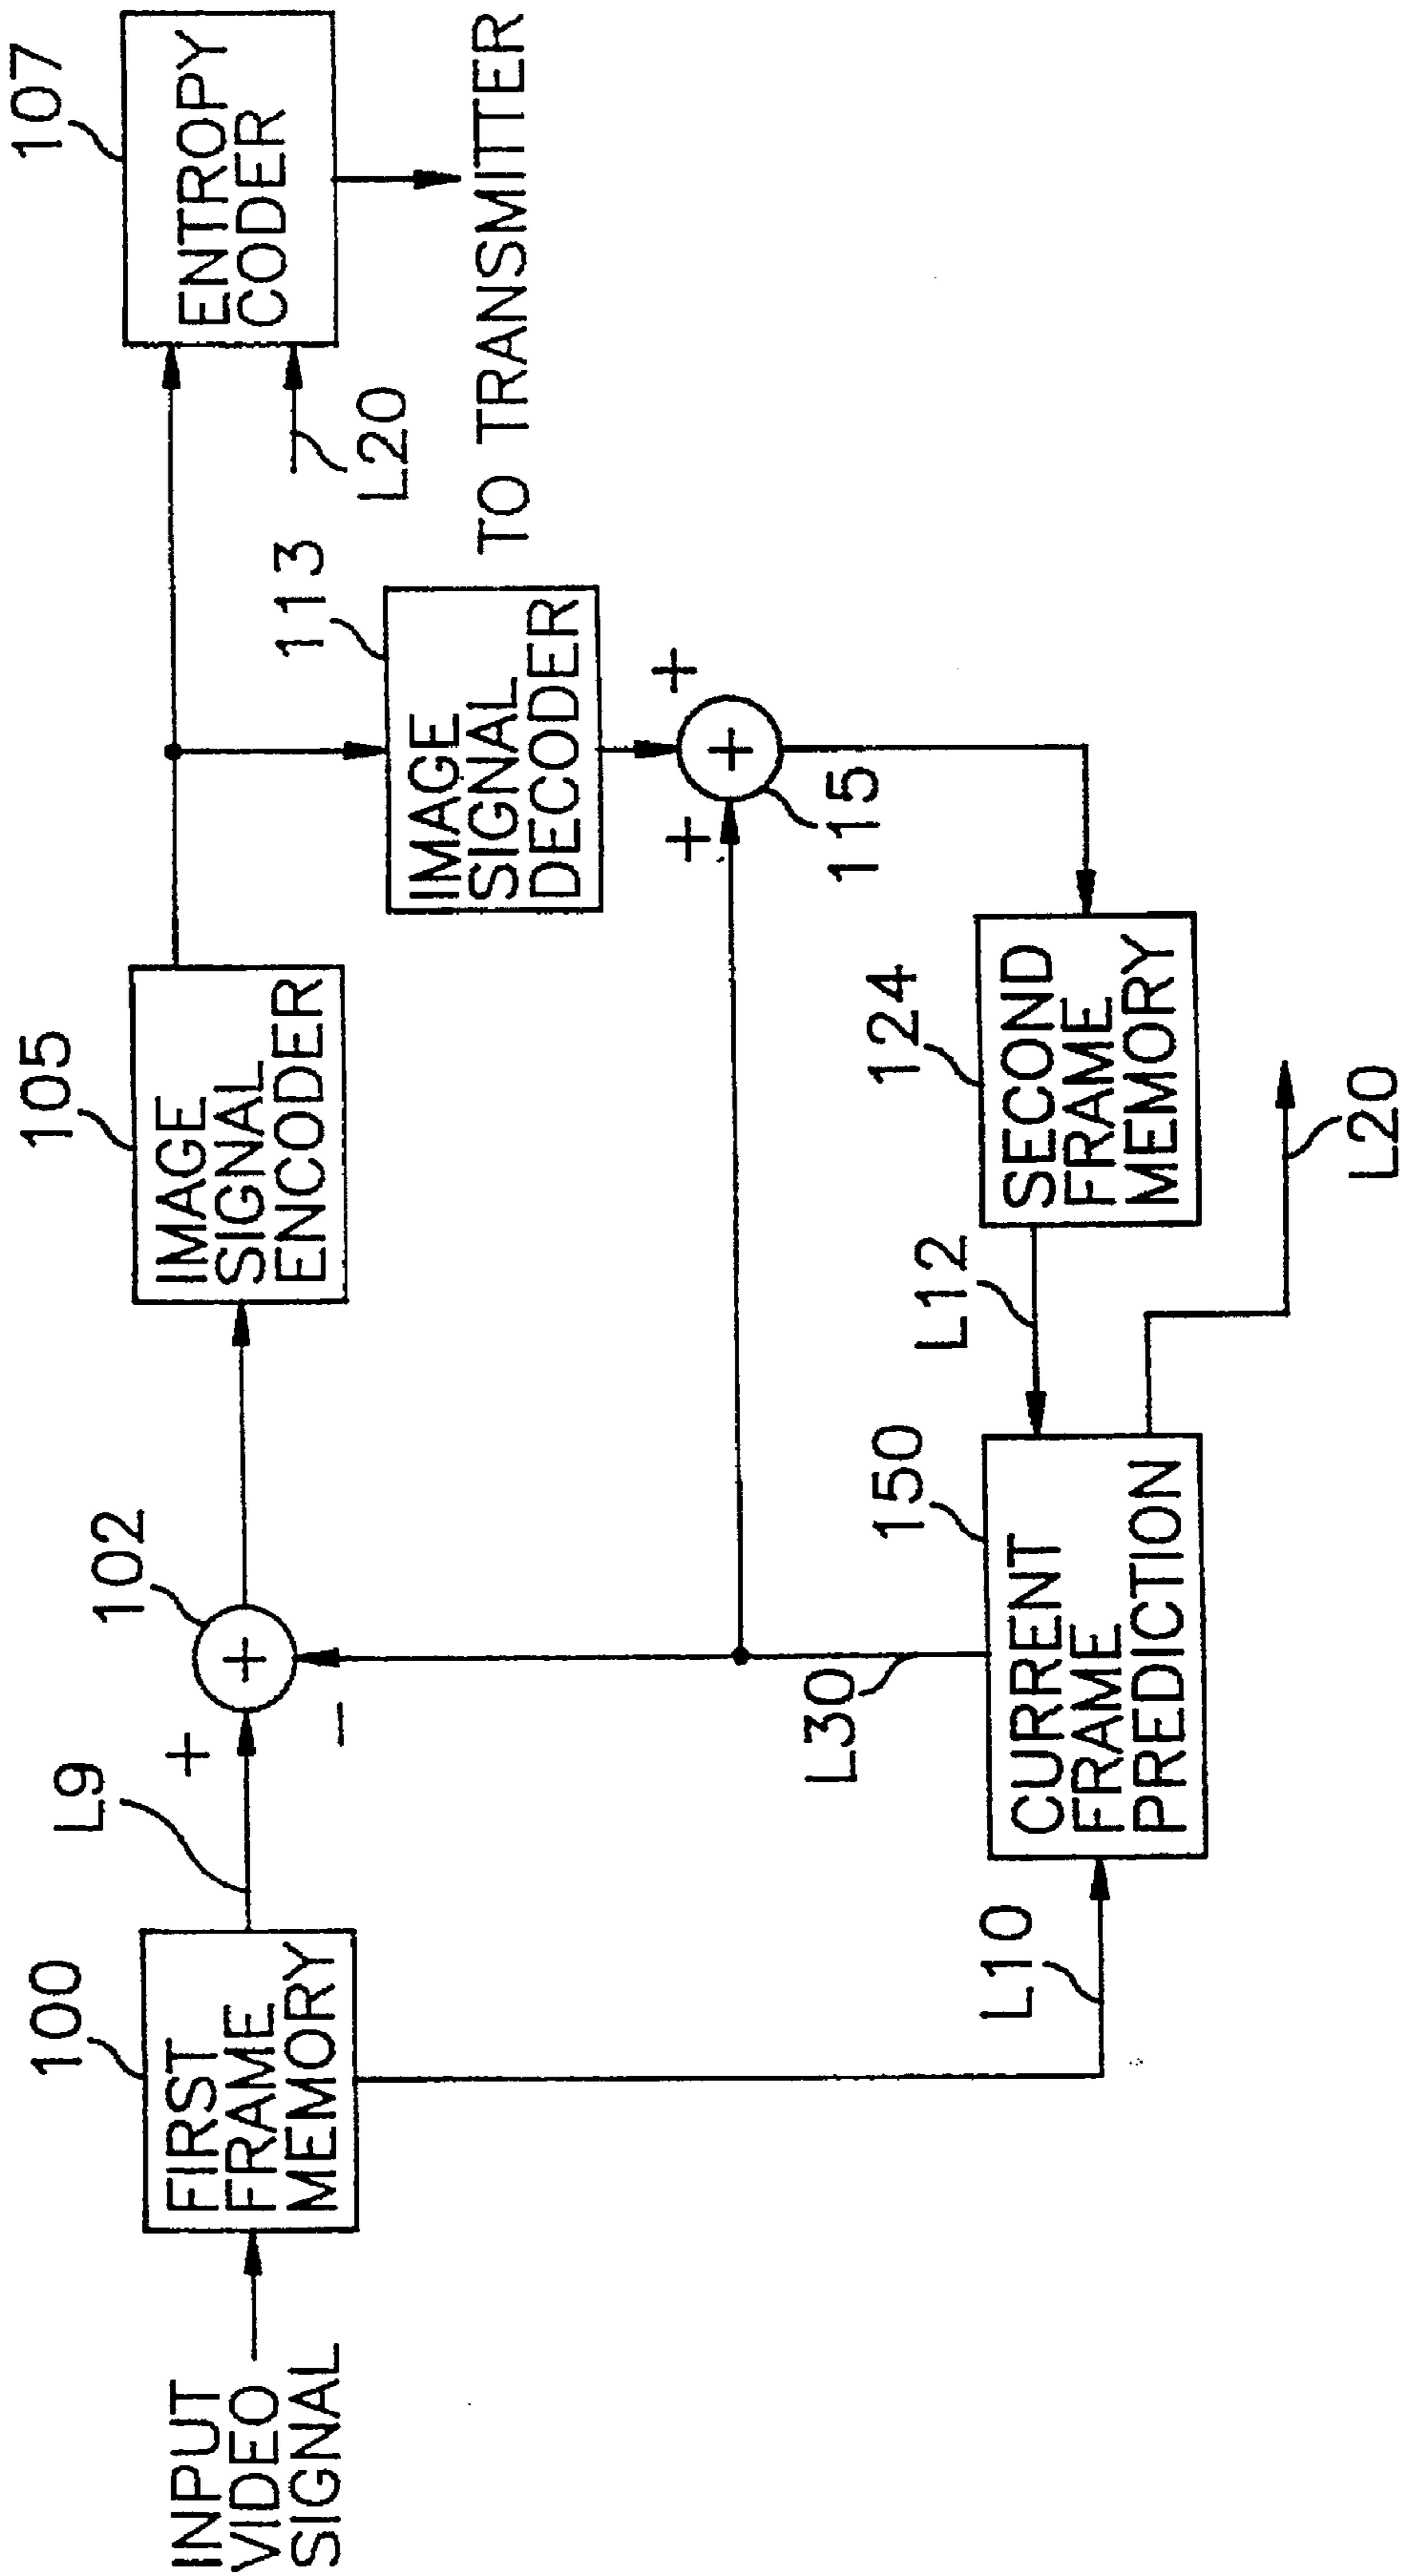 INPUT
VIDEO
SIGNAL
100
FIRST
FRAME
MEMORY
L9
+
−
102
+
105
IMAGE
SIGNAL
ENCODER
107
ENTROPY
CODER
L20
TO TRANSMITTER
113
IMAGE
SIGNAL
DECODER
+
+
+
115
124
SECOND
FRAME
MEMORY
L12
L30
150
CURRENT
FRAME
PREDICTION
L10
L20